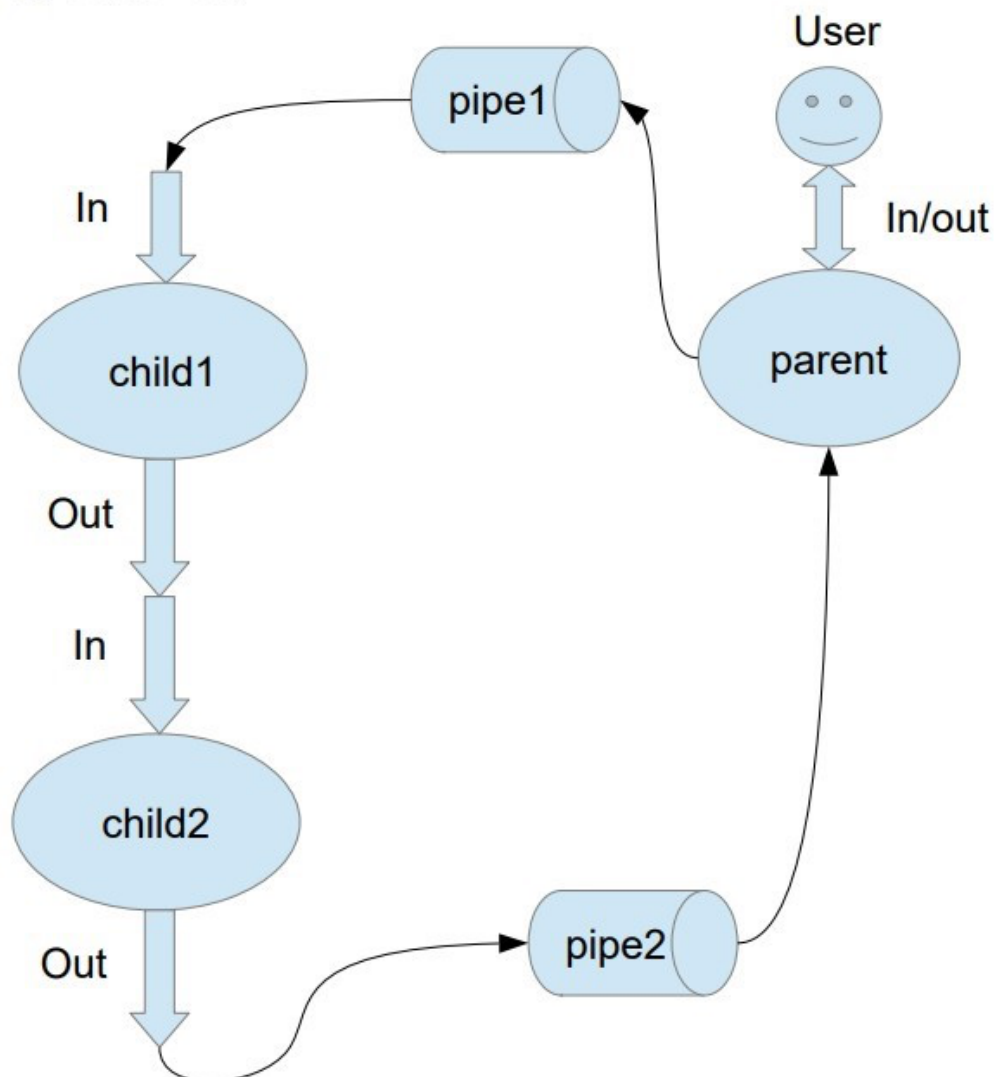 User
pipe1
In
In/out
child1
parent
Out
In
child2
Out
pipe2